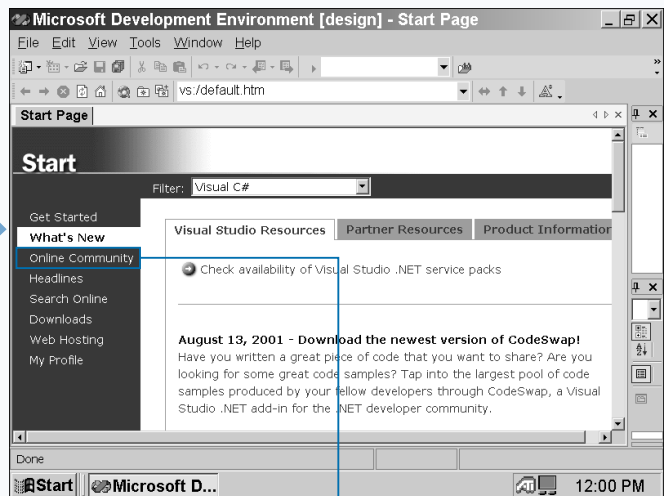 Microsoft Development Environment [design] - Start Page
File Edit View Tools Window Help
vs:/default.htm
Start Page
Start
Filter: Visual C#
Get Started
What's New
Online Community
Headlines
Search Online
Downloads
Web Hosting
My Profile
Visual Studio Resources Partner Resources Product Information
Check availability of Visual Studio .NET service packs
August 13, 2001 - Download the newest version of CodeSwap!
Have you written a great piece of code that you want to share? Are you
looking for some great code samples? Tap into the largest pool of code
samples produced by your fellow developers through CodeSwap, a Visual
Studio .NET add-in for the .NET developer community.
Done
Start Microsoft D... 12:00 PM